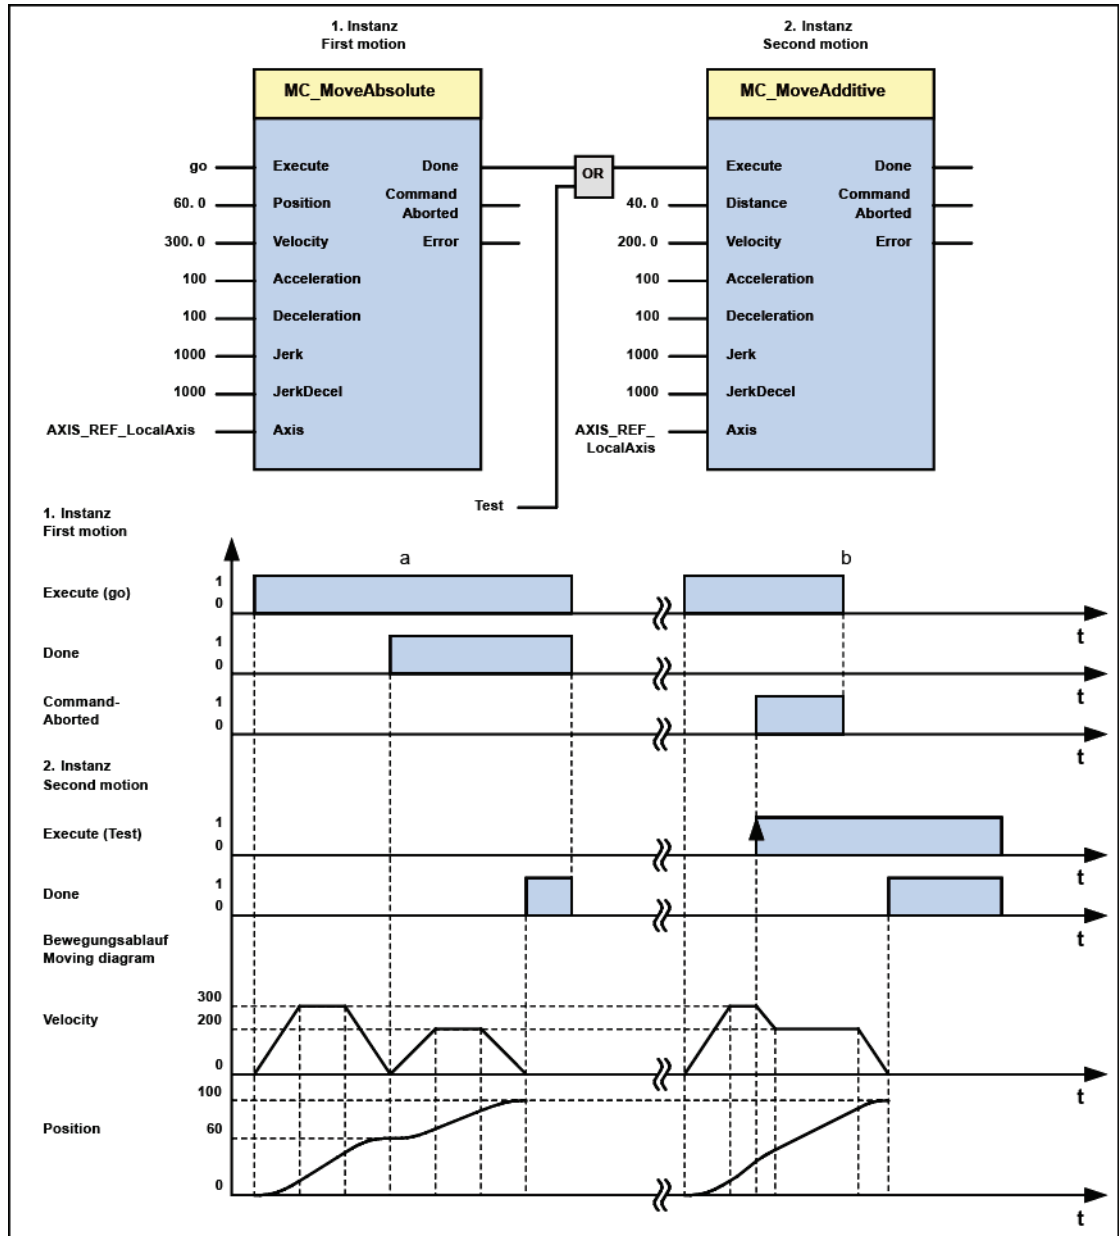 1. Instanz
First motion
2. Instanz
Second motion
MC_MoveAbsolute
MC_MoveAdditive
go Execute Done OR Execute Done
60. 0 Position Command Aborted 40. 0 Distance Command Aborted
300. 0 Velocity Error 200. 0 Velocity Error
100 Acceleration 100 Acceleration
100 Deceleration 100 Deceleration
1000 Jerk 1000 Jerk
1000 JerkDecel 1000 JerkDecel
AXIS_REF_LocalAxis Axis AXIS_REF_ Axis
LocalAxis
Test
1. Instanz
First motion
a b
Execute (go) 1
0
t
Done 1
0
t
Command- 1
Aborted 0
t
2. Instanz
Second motion
Execute (Test) 1
0
t
Done 1
0
t
Bewegungsablauf
Moving diagram
300
Velocity 200
0
t
100
Position 60
0
t